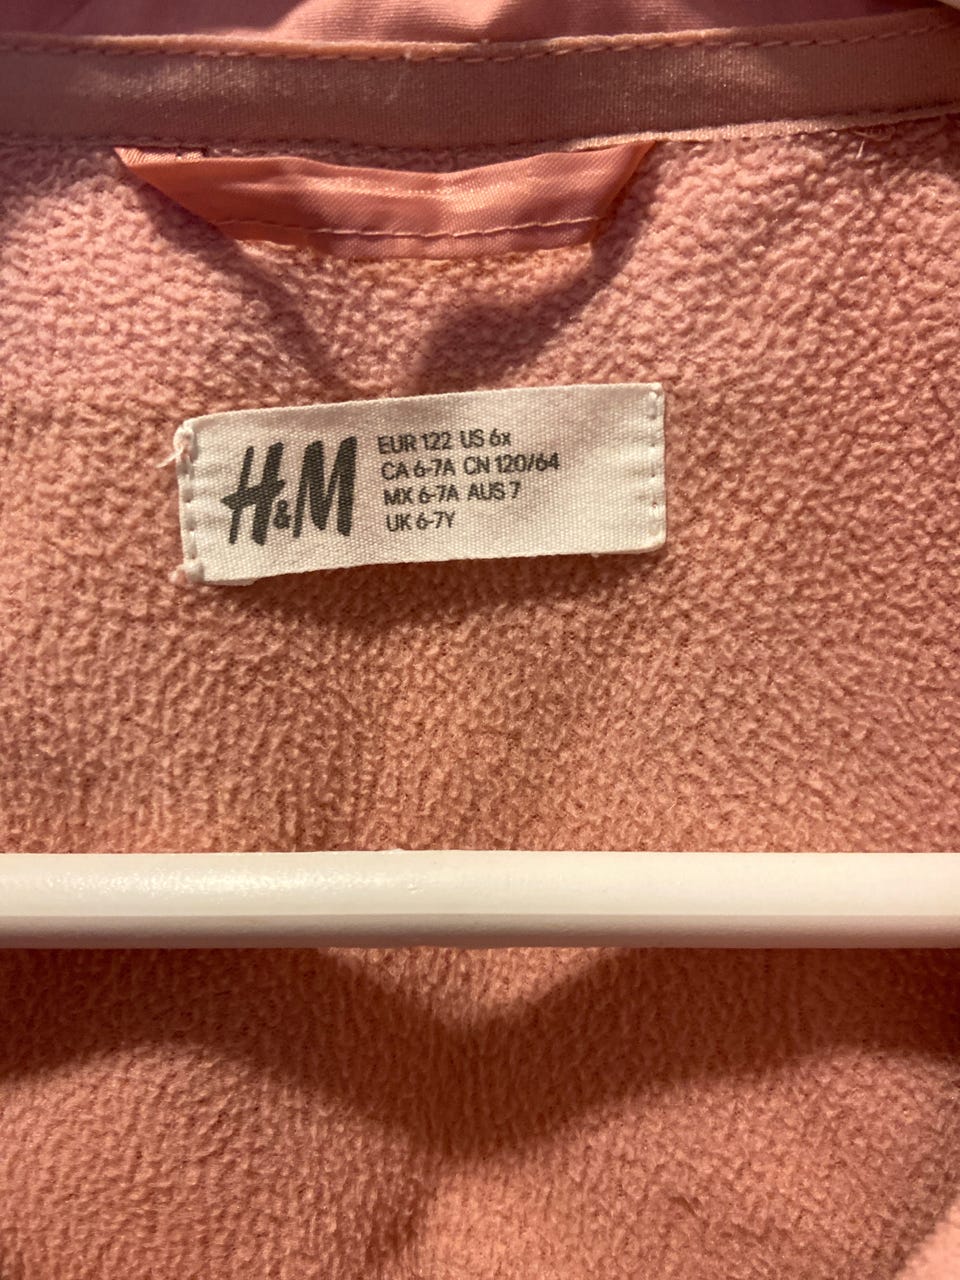 H&M
EUR 122 US 6x
CA 6-7A CN 120/64
MX 6-7A AUS 7
UK 6-7Y